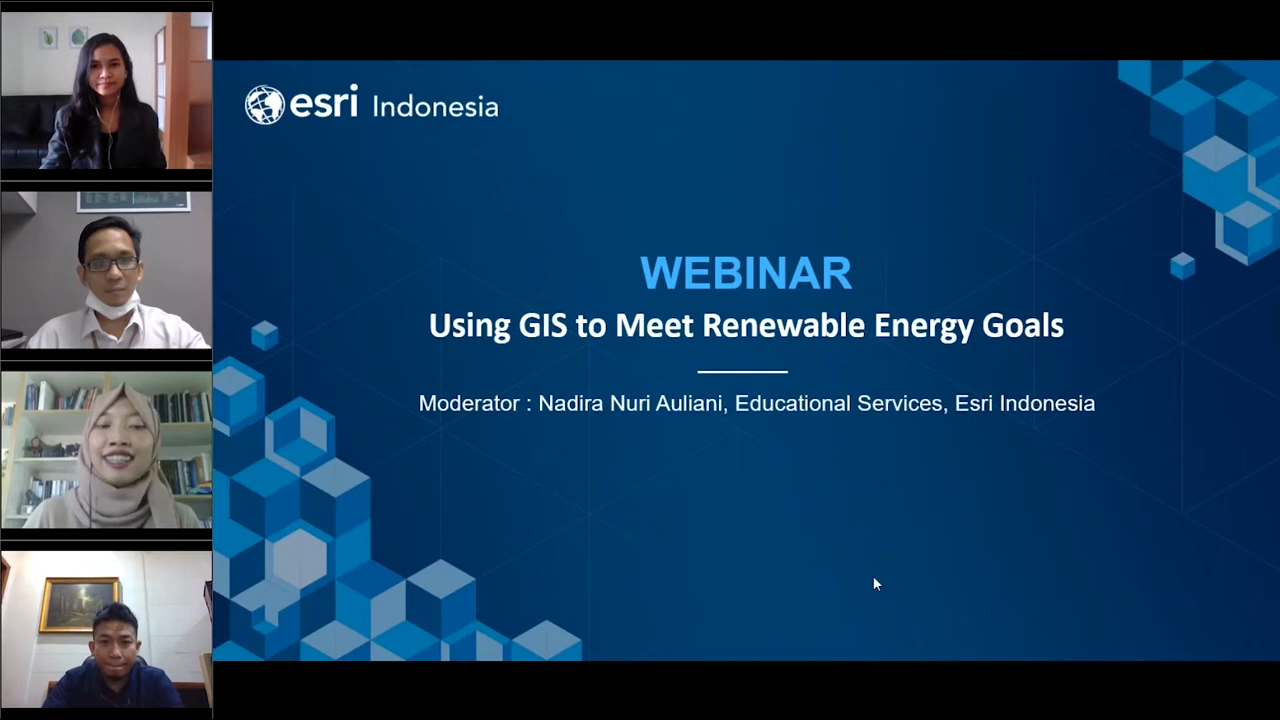 esri Indonesia
WEBINAR
Using GIS to Meet Renewable Energy Goals
Moderator : Nadira Nuri Auliani, Educational Services, Esri Indonesia